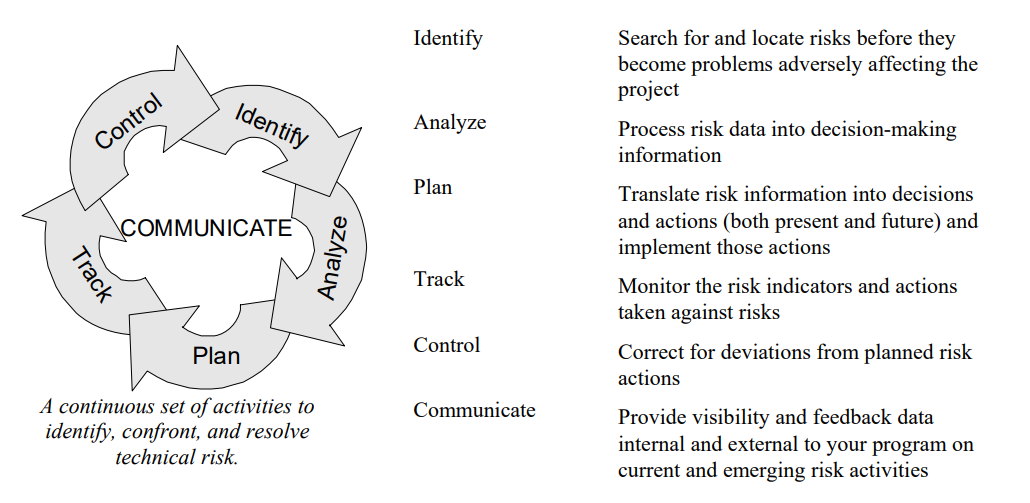 Control
Identify
Analyze
Plan
Track
COMMUNICATE
A continuous set of activities to
identify, confront, and resolve
technical risk.
Identify
Search for and locate risks before they
become problems adversely affecting the
project
Analyze
Process risk data into decision-making
information
Plan
Translate risk information into decisions
and actions (both present and future) and
implement those actions
Track
Monitor the risk indicators and actions
taken against risks
Control
Correct for deviations from planned risk
actions
Communicate
Provide visibility and feedback data
internal and external to your program on
current and emerging risk activities